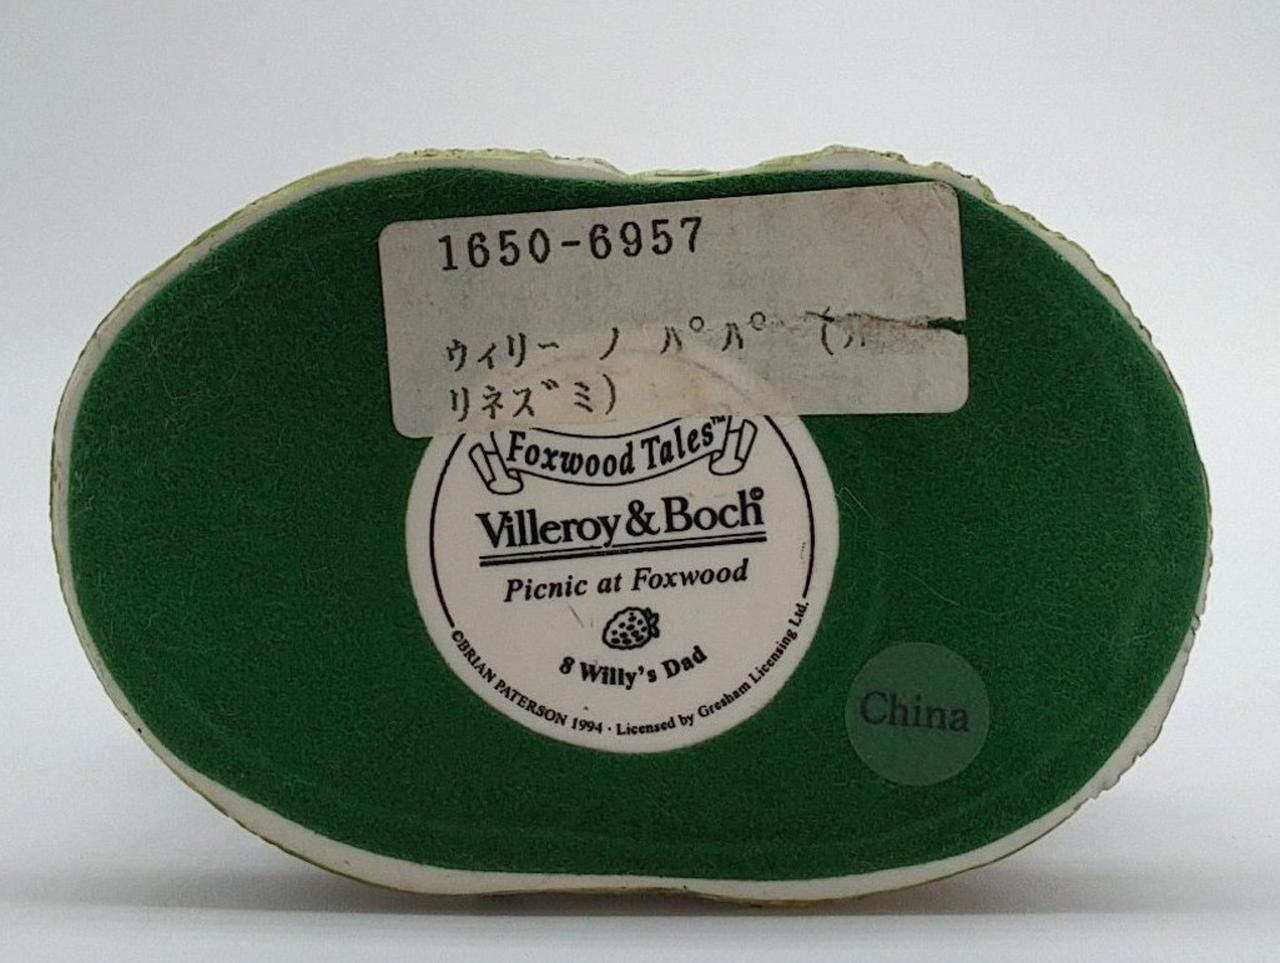 1650-6957
ウィリー ノ パパ (ハ
リネズミ)
Foxwood Tales™
Villeroy & Boch®
Picnic at Foxwood
8 Willy's Dad
©BRIAN PATERSON 1994 · Licensed by Gresham Licensing Ltd.
China